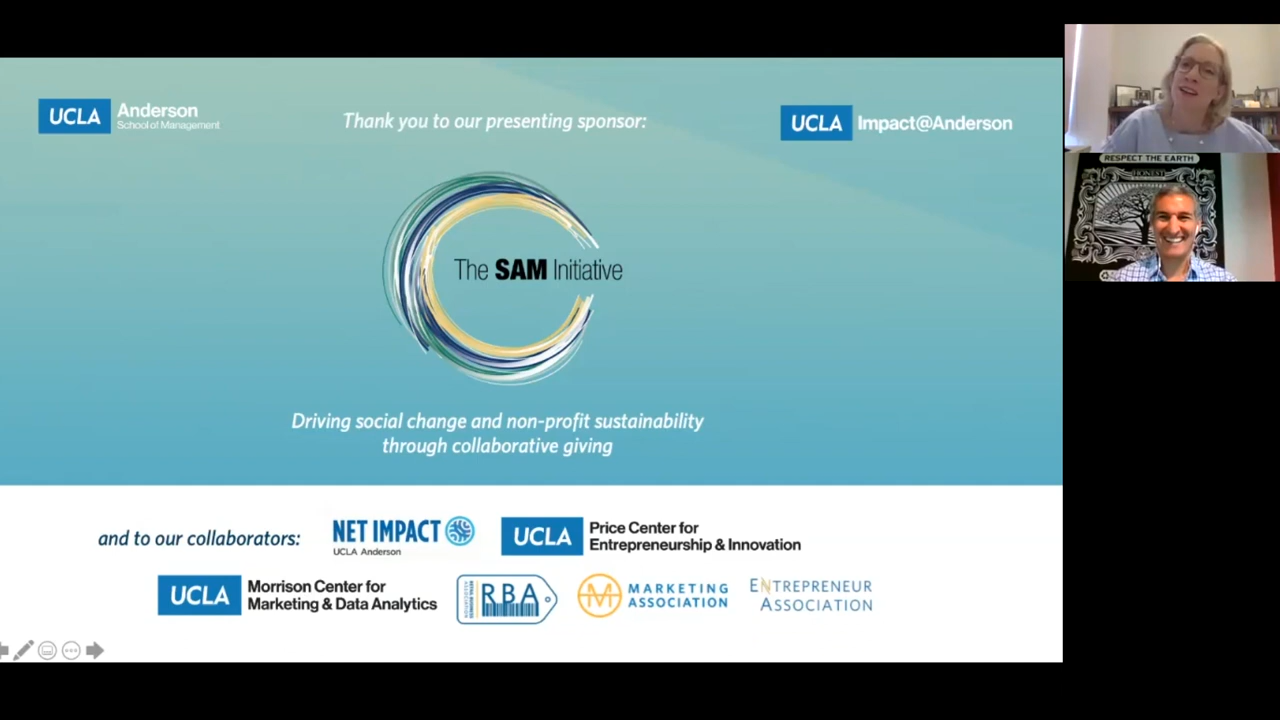 UCLA Anderson
School of Management
Thank you to our presenting sponsor:
UCLA Impact@Anderson
The SAM Initiative
Driving social change and non-profit sustainability
through collaborative giving
and to our collaborators:
NET IMPACT
UCLA Anderson
UCLA Price Center for
Entrepreneurship & Innovation
UCLA Morrison Center for
Marketing & Data Analytics
RBA
M MARKETING
ASSOCIATION
ENTREPRENEUR
ASSOCIATION
RESPECT THE EARTH
HONEST